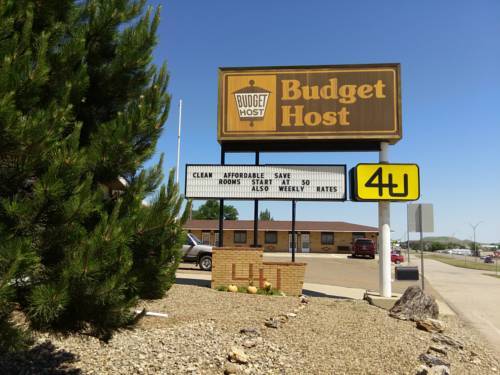 BUDGET
HOST
Budget
Host
CLEAN AFFORDABLE SAVE
ROOMS START AT 50
ALSO WEEKLY RATES
4U
4U